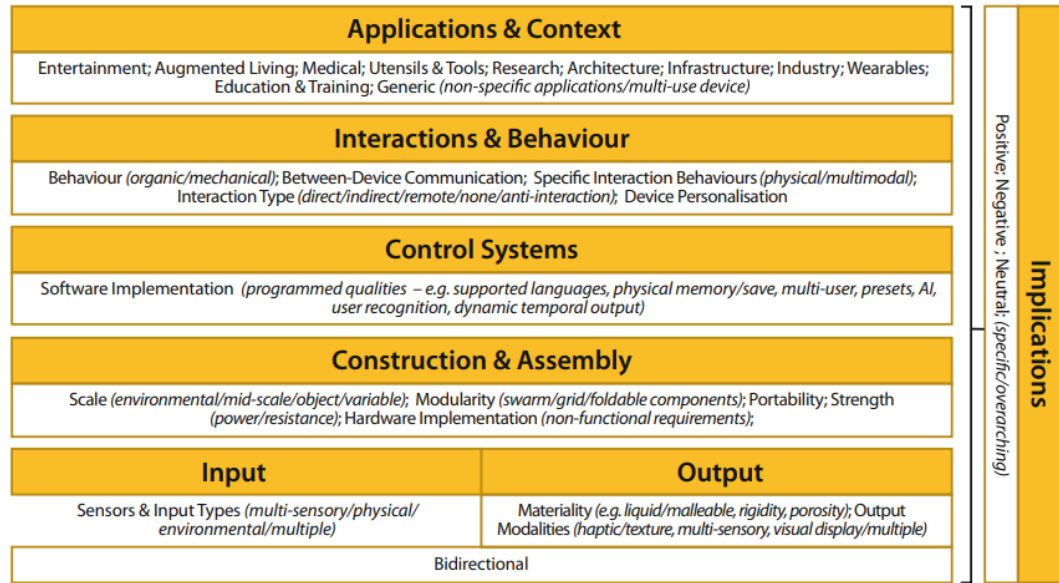 Applications & Context
Entertainment; Augmented Living; Medical; Utensils & Tools; Research; Architecture; Infrastructure; Industry; Wearables;
Education & Training; Generic (non-specific applications/multi-use device)
Interactions & Behaviour
Behaviour (organic/mechanical); Between-Device Communication; Specific Interaction Behaviours (physical/multimodal);
Interaction Type (direct/indirect/remote/none/anti-interaction); Device Personalisation
Control Systems
Software Implementation (programmed qualities – e.g. supported languages, physical memory/save, multi-user, presets, AI,
user recognition, dynamic temporal output)
Construction & Assembly
Scale (environmental/mid-scale/object/variable); Modularity (swarm/grid/foldable components); Portability; Strength
(power/resistance); Hardware Implementation (non-functional requirements);
Input
Sensors & Input Types (multi-sensory/physical/
environmental/multiple)
Output
Materiality (e.g. liquid/malleable, rigidity, porosity); Output
Modalities (haptic/texture, multi-sensory, visual display/multiple)
Bidirectional
Implications
Positive; Negative ; Neutral; (specific/overarching)